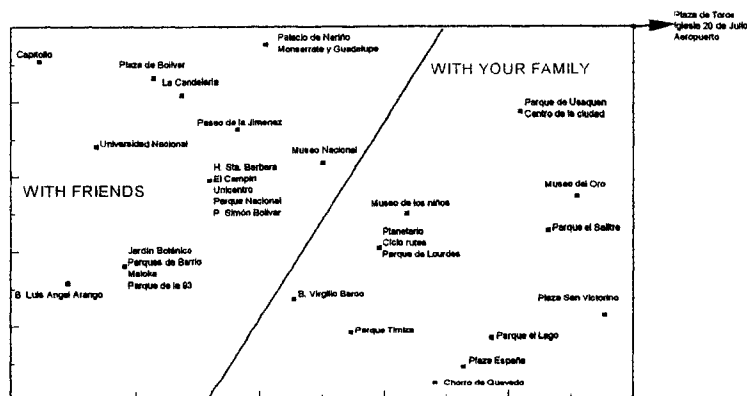 Plaza de Toros
Iglesia 20 de Julio
Aeropuerto
Palacio de Nariño
Monserrate y Guadelupe
Capitolio
Plaza de Bolivar
La Candelaria
WITH YOUR FAMILY
Parque de Usaquen
Centro de la ciudad
Paseo de la Jimenez
Universidad Nacional
Museo Nacional
H. Sta. Barbara
El Campin
Unicentro
Parque Nacional
P. Simón Bolivar
WITH FRIENDS
Museo del Oro
Museo de los niños
Parque el Salitre
Planetario
Ciclo rutas
Parque de Lourdes
Jardin Botánico
Parques de Barrio
Maloka
Parque de la 93
B. Luis Angel Arango
B. Virgilio Barco
Plaza San Victorino
Parque Timiza
Parque el Lago
Plaza España
Chorro de Quevedo